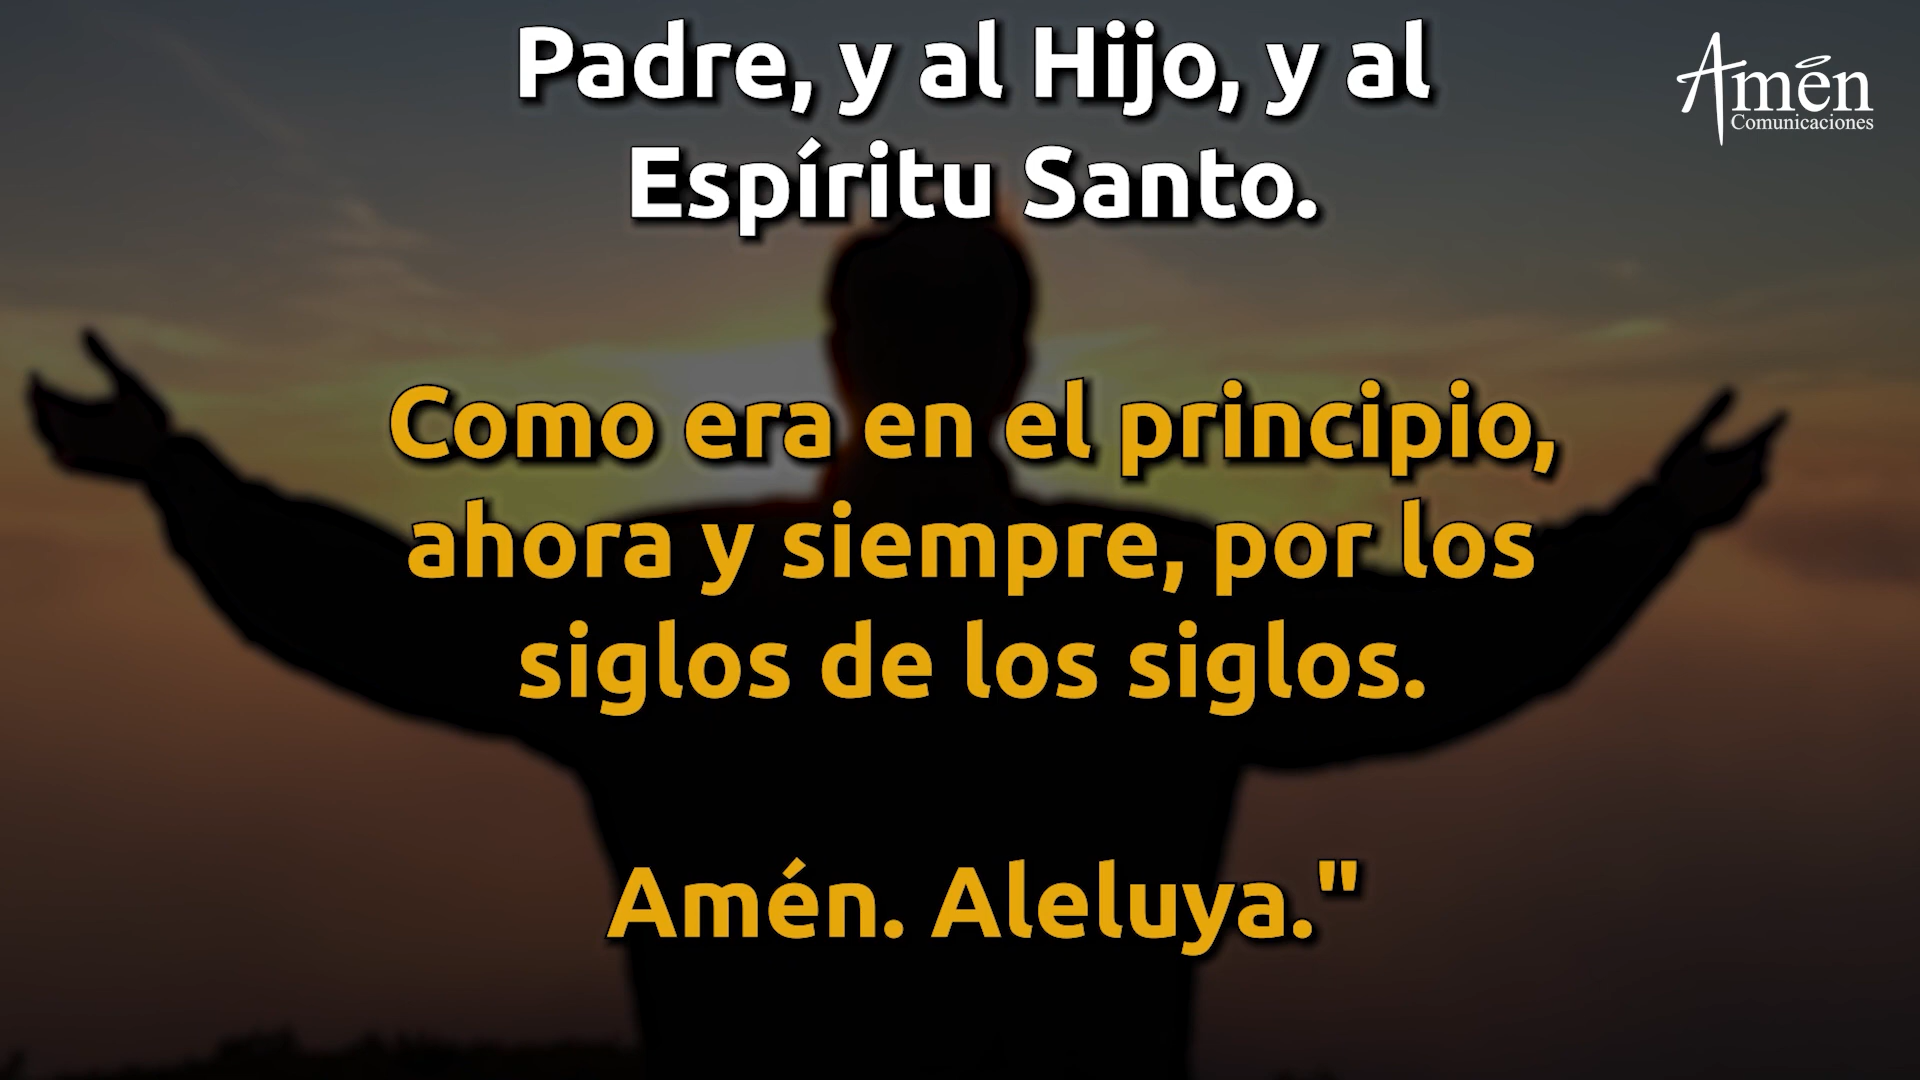 Padre, y al Hijo, y al
Espíritu Santo.
Como era en el principio,
ahora y siempre, por los
siglos de los siglos.
Amén. Aleluya."
Amén
Comunicaciones